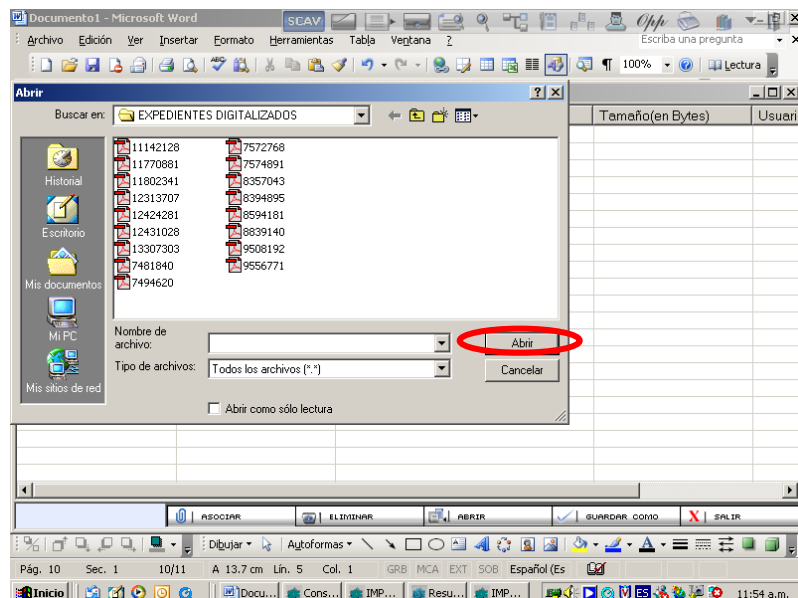 Documento1 - Microsoft Word
SCAV
Opp
Archivo Edición Ver Insertar Formato Herramientas Tabla Ventana ?
Escriba una pregunta
100%
Lectura
Abrir
Buscar en: EXPEDIENTES DIGITALIZADOS
Tamaño(en Bytes) Usuari
11142128 7572768
11770881 7574891
11802341 8357043
12313707 8394895
12424281 8594181
12431028 8839140
13307303 9508192
7481840 9556771
7494620
Historial
Escritorio
Mis documentos
Mi PC
Mis sitios de red
Nombre de archivo:
Abrir
Tipo de archivos: Todos los archivos (*.*)
Cancelar
Abrir como sólo lectura
ASOCIAR ELIMINAR ABRIR GUARDAR COMO SALIR
Dibujar Autoformas
Pág. 10 Sec. 1 10/11 A 13.7 cm Lín. 5 Col. 1 GRB MCA EXT SOB Español (Es
Inicio Docu... Cons... IMP... Resu... IMP... ES 11:54 a.m.